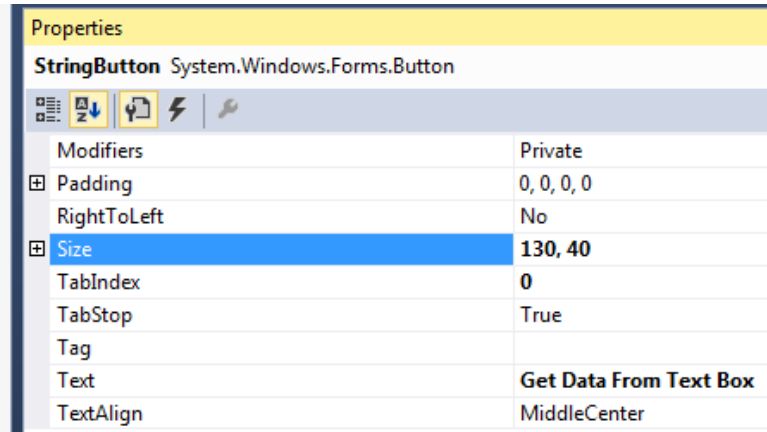 Properties
StringButton System.Windows.Forms.Button
Modifiers Private
Padding 0, 0, 0, 0
RightToLeft No
Size 130, 40
TabIndex 0
TabStop True
Tag
Text Get Data From Text Box
TextAlign MiddleCenter